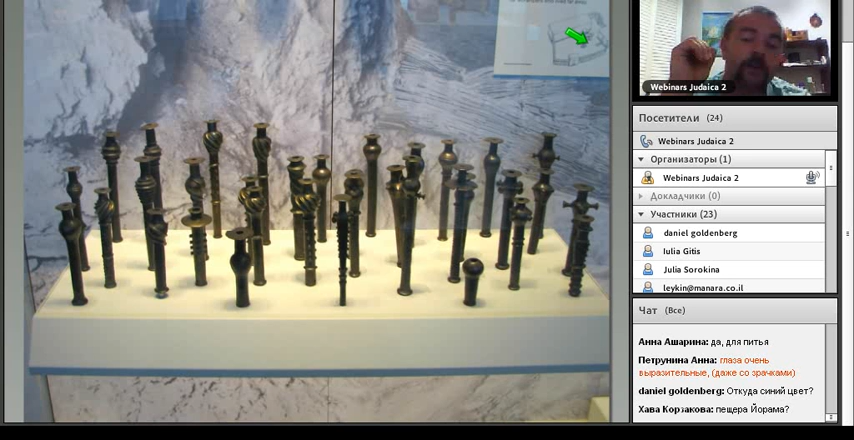 Webinars Judaica 2
Посетители (24)
Webinars Judaica 2
Организаторы (1)
Webinars Judaica 2
Докладчики (0)
Участники (23)
daniel goldenberg
Iulia Gitis
Julia Sorokina
leykin@manara.co.il
Чат (Все)
Анна Ашарина: да, для питья
Петрунина Анна: глаза очень
выразительные, (даже со зрачками)
daniel goldenberg: Откуда синий цвет?
Хава Корзакова: пещера Йорама?